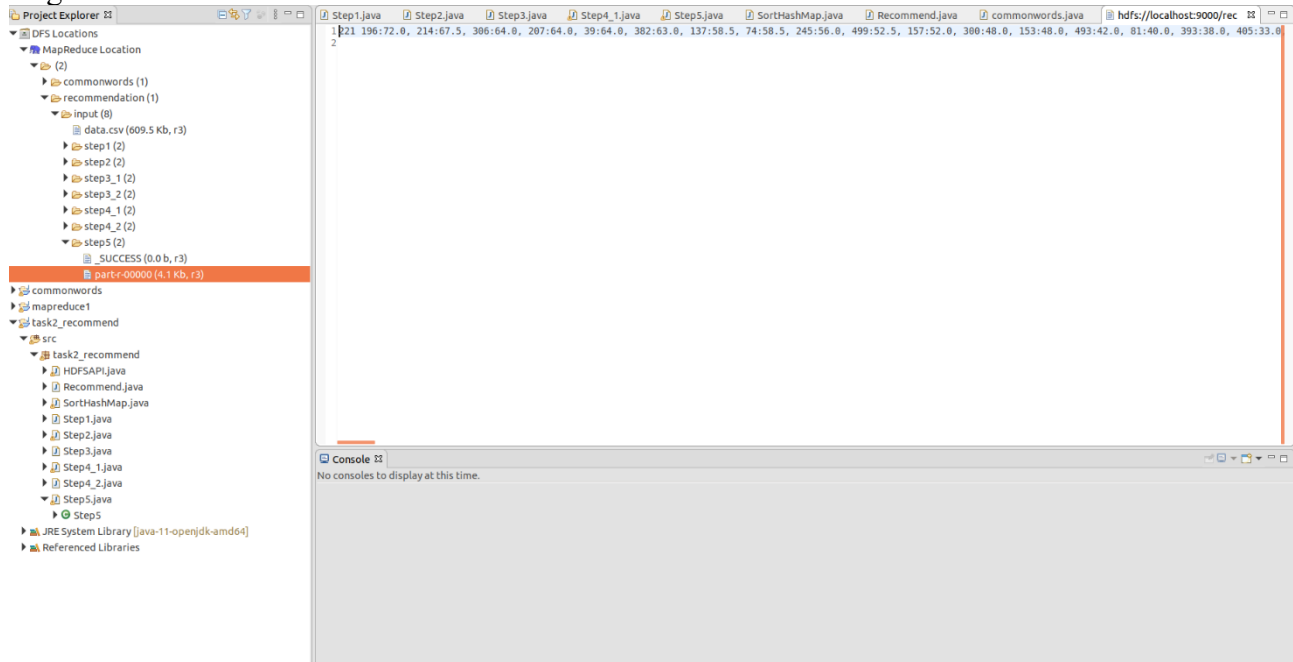 Project Explorer
DFS Locations
MapReduce Location
(2)
commonwords (1)
recommendation (1)
input (8)
data.csv (609.5 Kb, r3)
step1 (2)
step2 (2)
step3_1 (2)
step3_2 (2)
step4_1 (2)
step4_2 (2)
step5 (2)
_SUCCESS (0.0 b, r3)
part-r-00000 (4.1 Kb, r3)
commonwords
mapreduce1
task2_recommend
src
task2_recommend
HDFSAPI.java
Recommend.java
SortHashMap.java
Step1.java
Step2.java
Step3.java
Step4_1.java
Step4_2.java
Step5.java
Step5
JRE System Library [java-11-openjdk-amd64]
Referenced Libraries
Step1.java Step2.java Step3.java Step4_1.java Step5.java SortHashMap.java Recommend.java commonwords.java hdfs://localhost:9000/rec
1 221 196:72.0, 214:67.5, 306:64.0, 207:64.0, 39:64.0, 382:63.0, 137:58.5, 74:58.5, 245:56.0, 499:52.5, 157:52.0, 300:48.0, 153:48.0, 493:42.0, 81:40.0, 393:38.0, 405:33.0
2
Console
No consoles to display at this time.